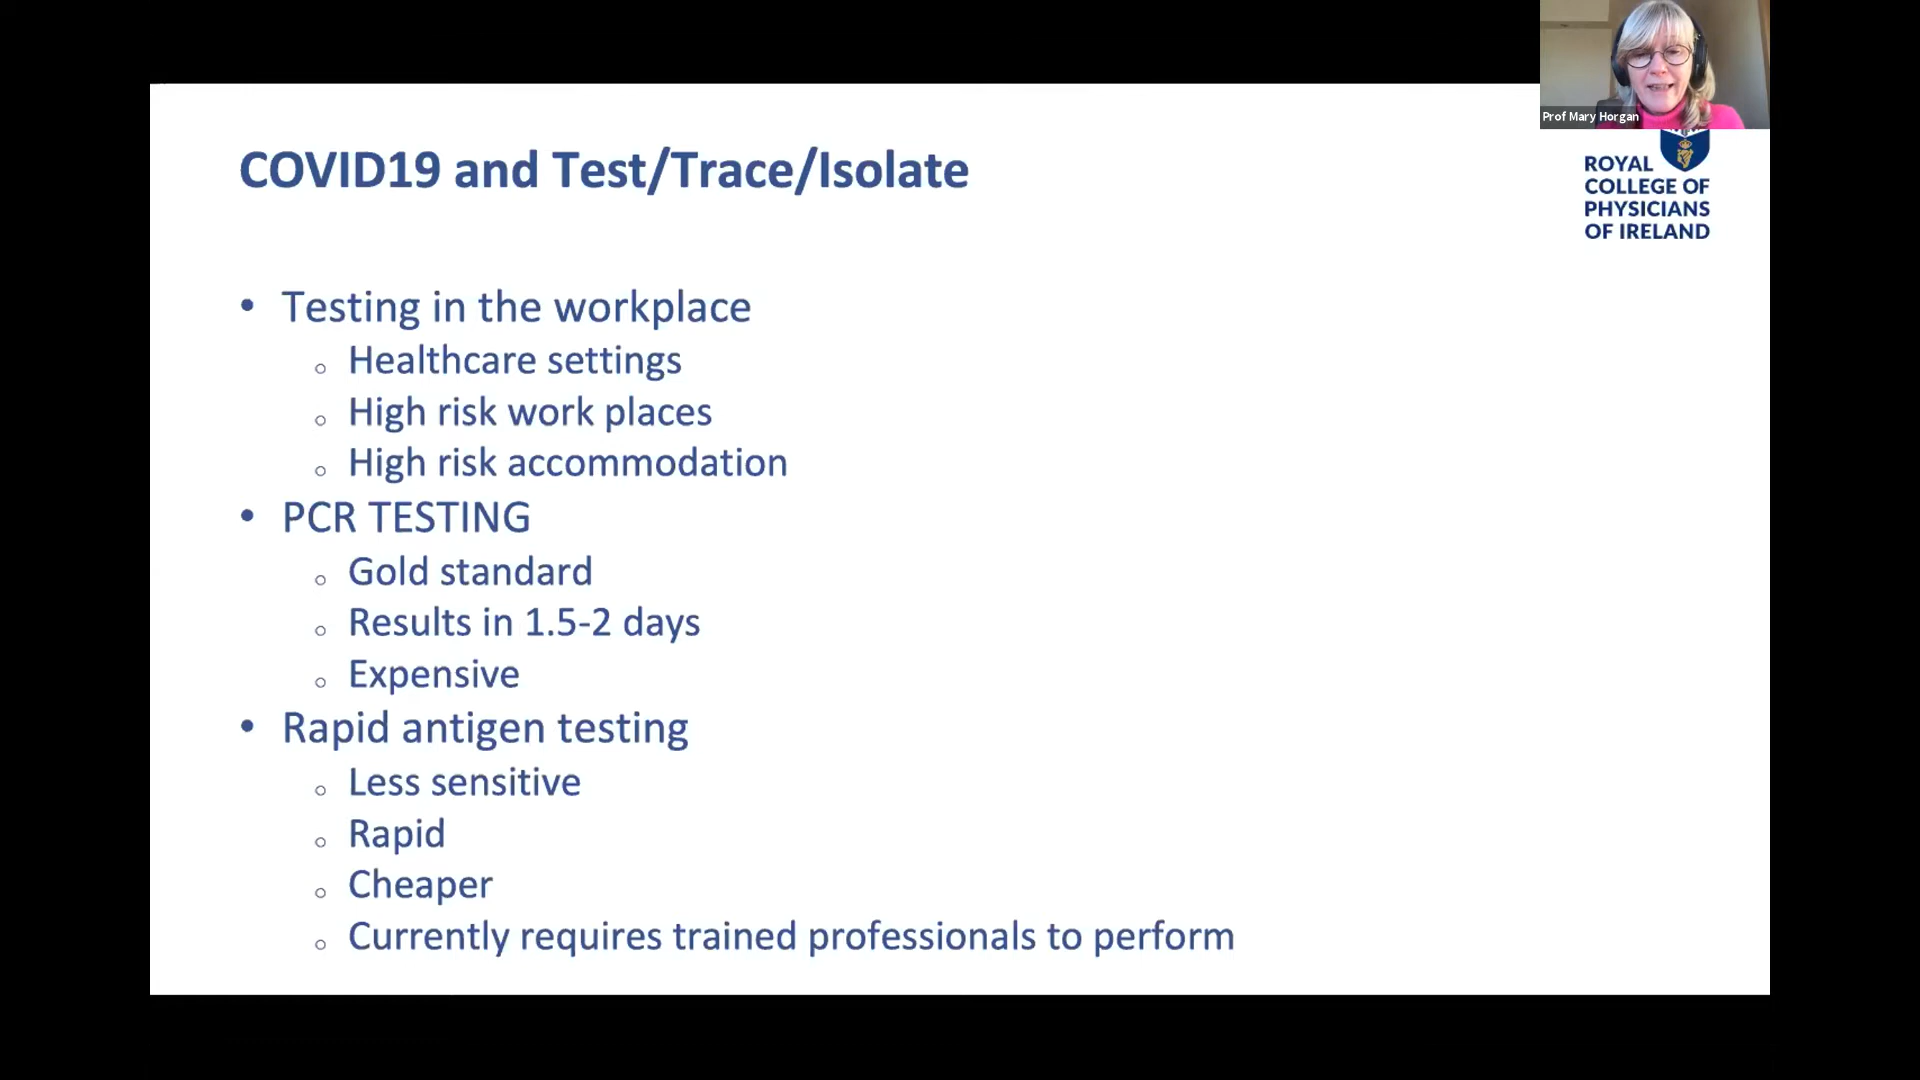 Prof Mary Horgan
COVID19 and Test/Trace/Isolate
ROYAL
COLLEGE OF
PHYSICIANS
OF IRELAND
• Testing in the workplace
o Healthcare settings
o High risk work places
o High risk accommodation
• PCR TESTING
o Gold standard
o Results in 1.5-2 days
o Expensive
• Rapid antigen testing
o Less sensitive
o Rapid
o Cheaper
o Currently requires trained professionals to perform